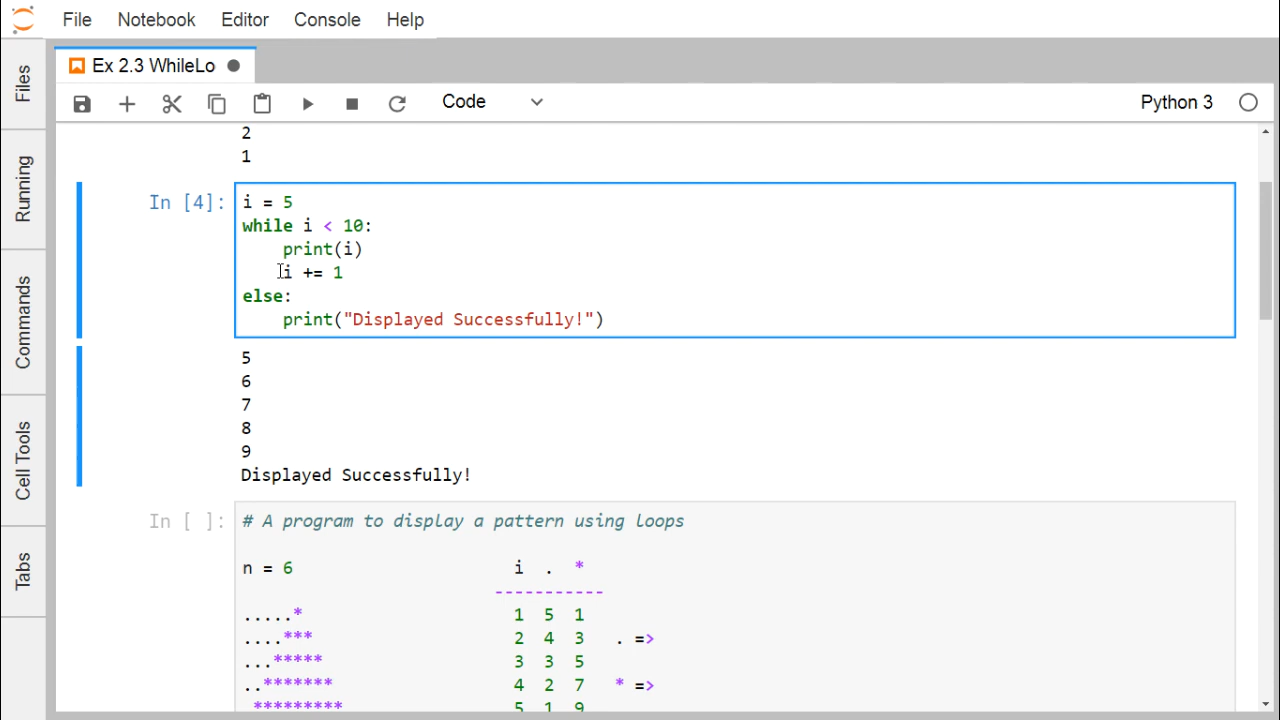 File Notebook Editor Console Help
Ex 2.3 WhileLo
Code
Python 3
Files
Running
Commands
Cell Tools
Tabs
2
1
In [4]:
i = 5
while i < 10:
    print(i)
    i += 1
else:
    print("Displayed Successfully!")
5
6
7
8
9
Displayed Successfully!
In [ ]:
# A program to display a pattern using loops
n = 6 i . *
-----------
.....* 1 5 1
....*** 2 4 3 . =>
...***** 3 3 5
..******* 4 2 7 * =>
********* 5 1 9